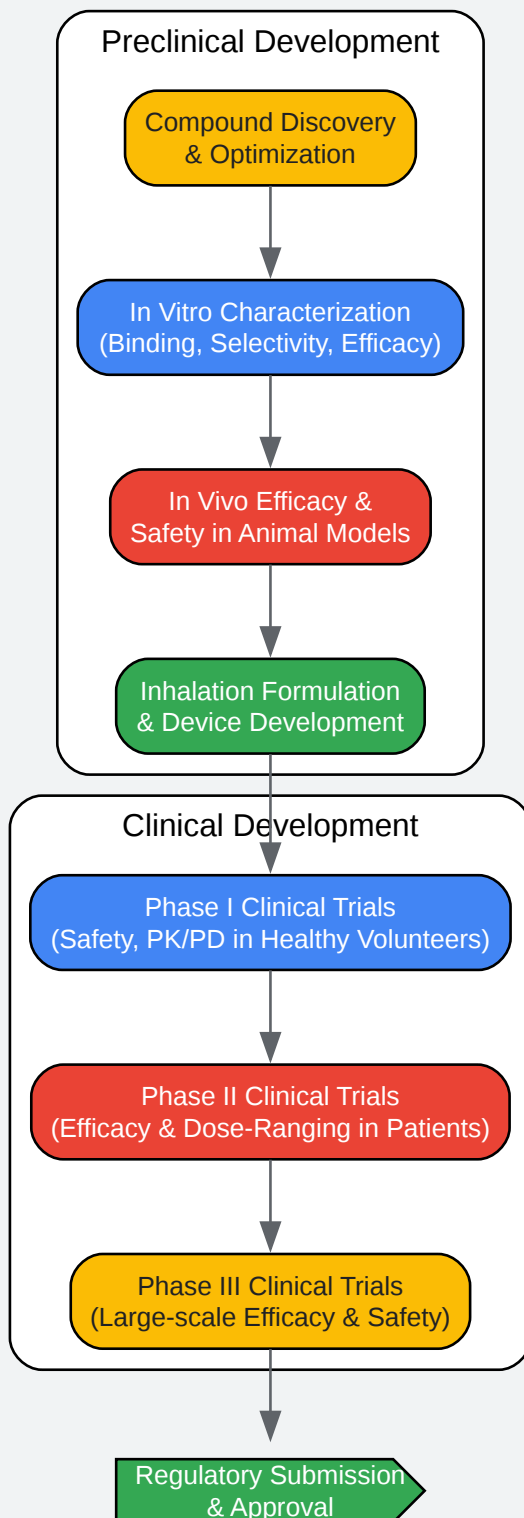 Preclinical Development
Compound Discovery
& Optimization
In Vitro Characterization
(Binding, Selectivity, Efficacy)
In Vivo Efficacy &
Safety in Animal Models
Inhalation Formulation
& Device Development
Clinical Development
Phase I Clinical Trials
(Safety, PK/PD in Healthy Volunteers)
Phase II Clinical Trials
(Efficacy & Dose-Ranging in Patients)
Phase III Clinical Trials
(Large-scale Efficacy & Safety)
Regulatory Submission
& Approval